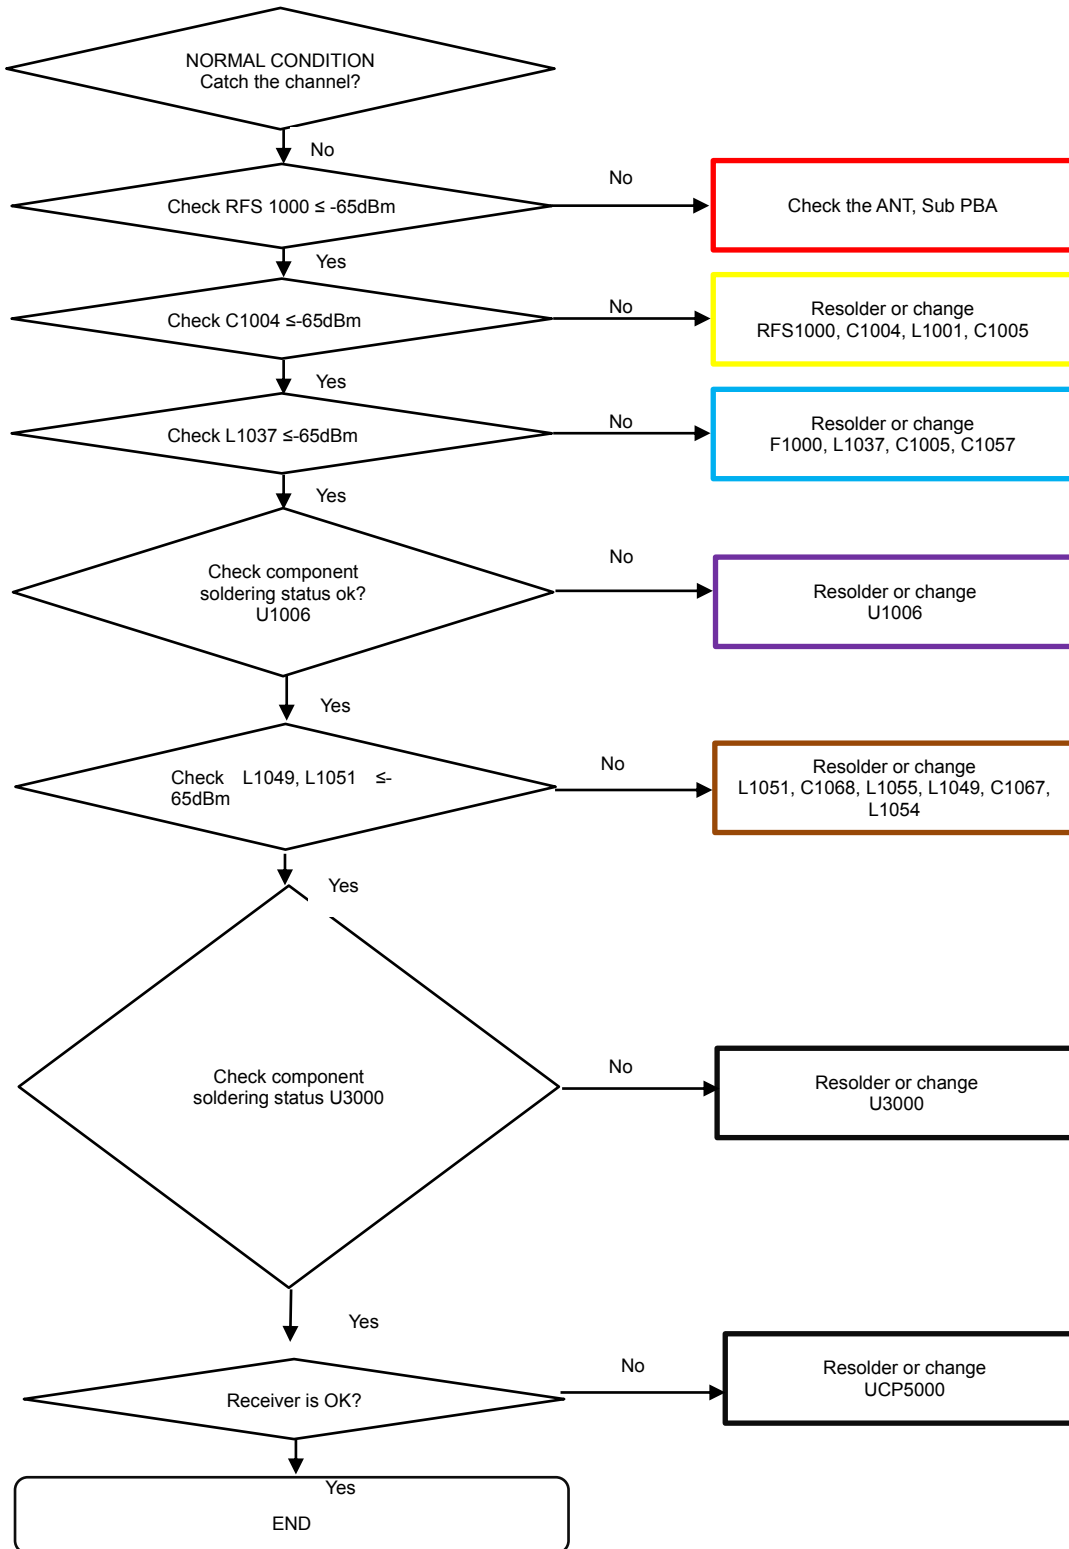 NORMAL CONDITION
Catch the channel?
No
Check RFS 1000 ≤ -65dBm
No
Check the ANT, Sub PBA
Yes
Check C1004 ≤-65dBm
No
Resolder or change
RFS1000, C1004, L1001, C1005
Yes
Check L1037 ≤-65dBm
No
Resolder or change
F1000, L1037, C1005, C1057
Yes
Check component
soldering status ok?
U1006
No
Resolder or change
U1006
Yes
Check L1049, L1051 ≤-
65dBm
No
Resolder or change
L1051, C1068, L1055, L1049, C1067,
L1054
Yes
Check component
soldering status U3000
No
Resolder or change
U3000
Yes
Receiver is OK?
No
Resolder or change
UCP5000
Yes
END